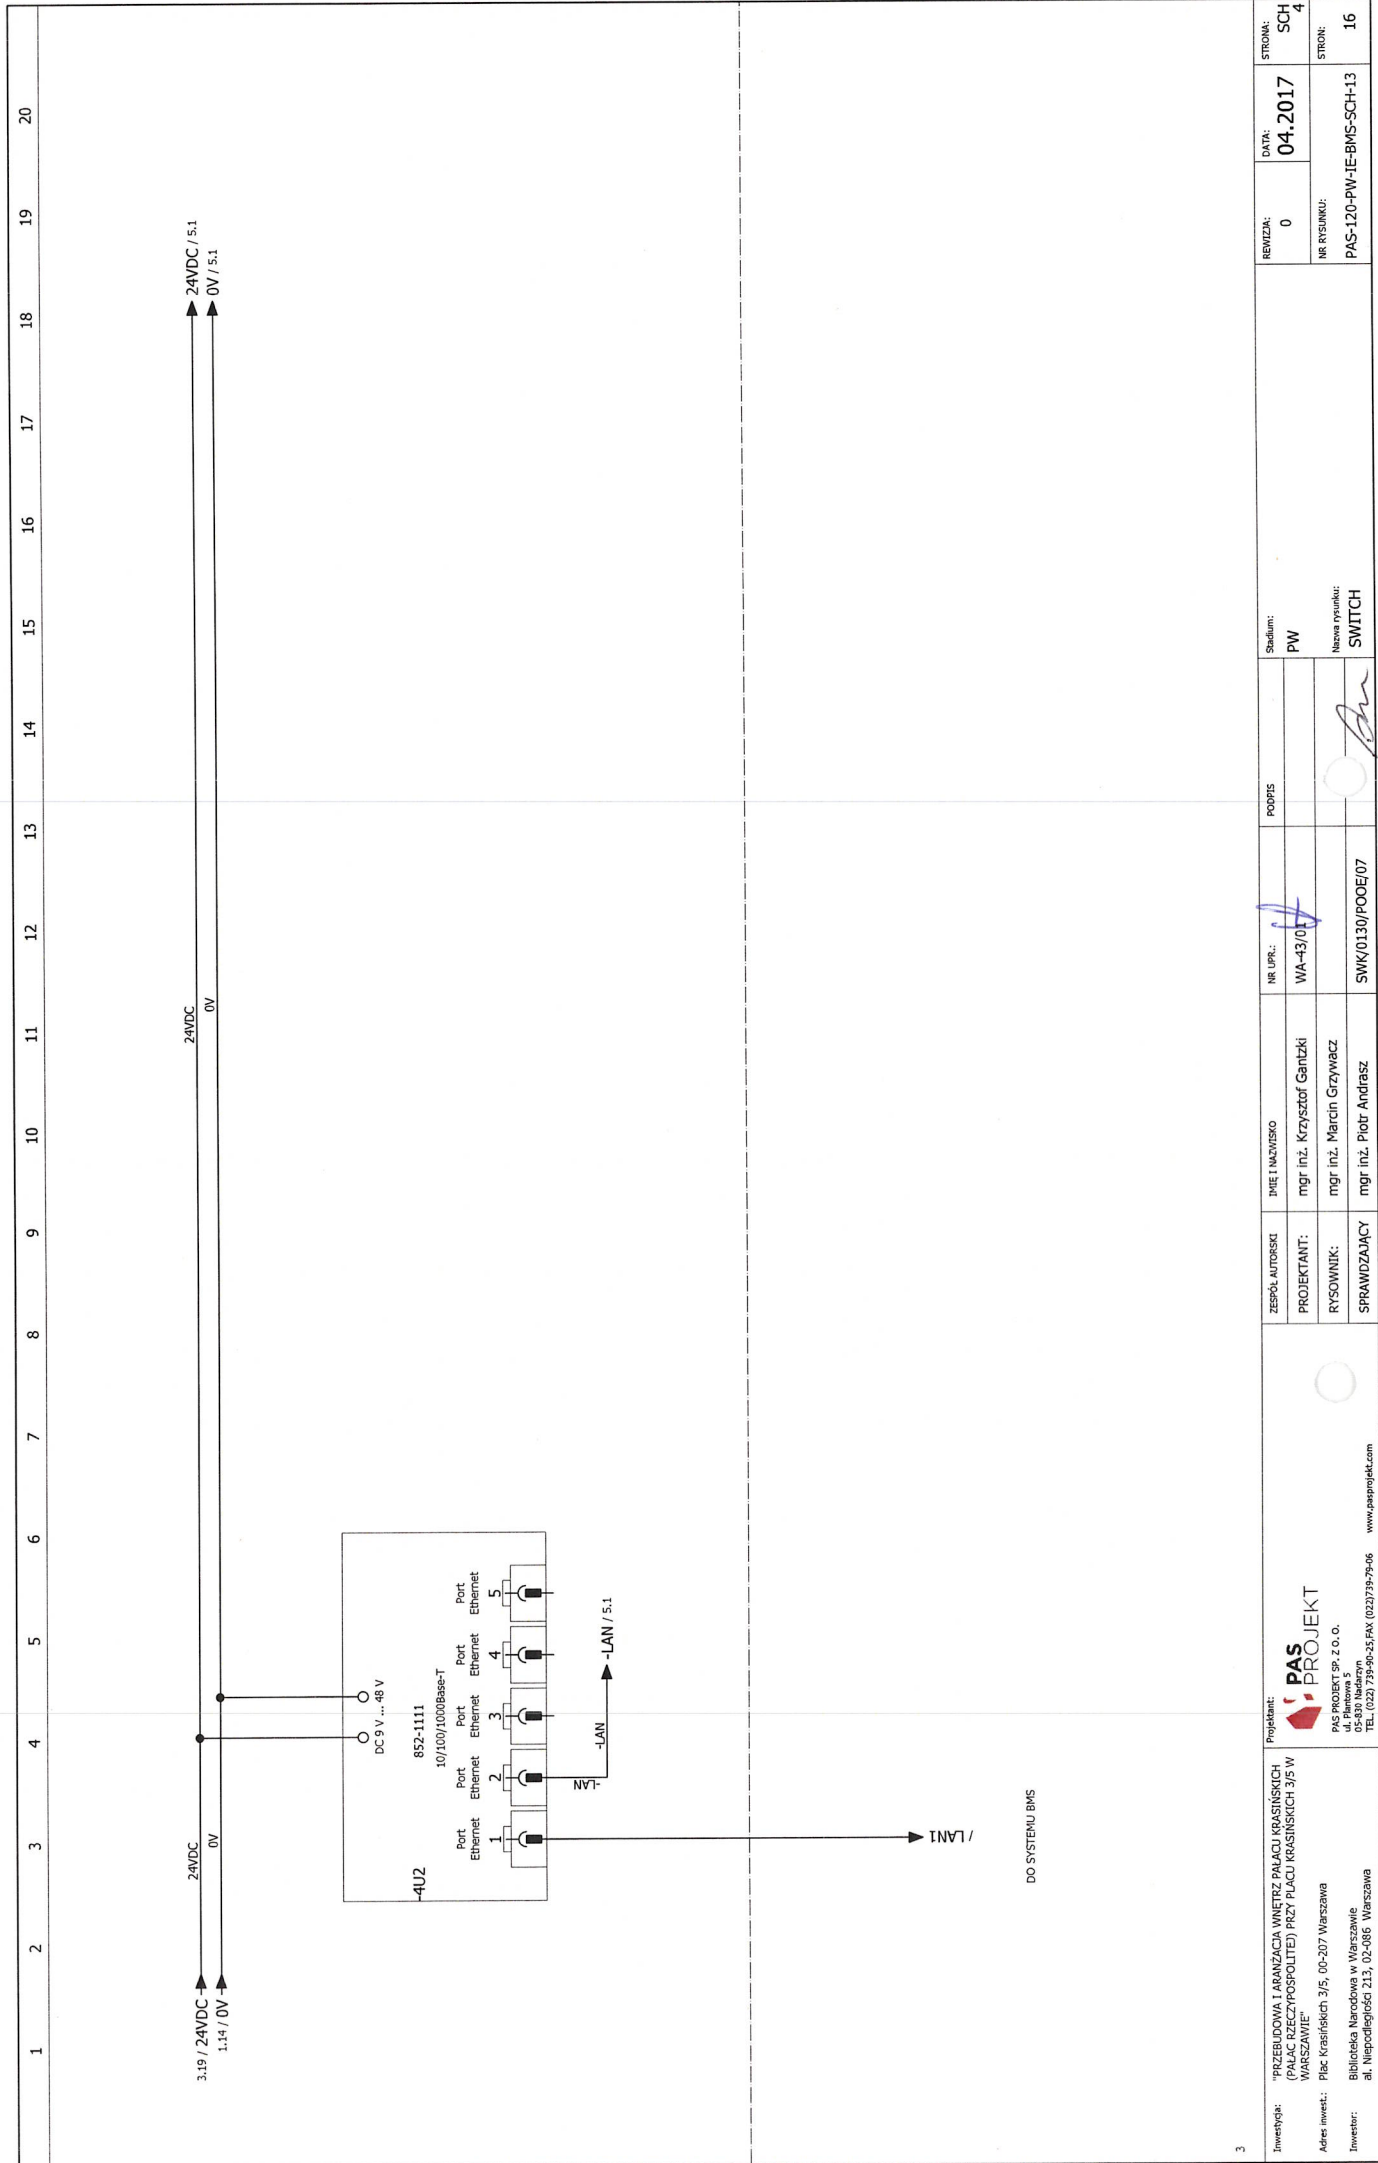 1 2 3 4 5 6 7 8 9 10 11 12 13 14 15 16 17 18 19 20
3.19 / 24VDC
24VDC
24VDC
24VDC / 5.1
1.14 / 0V
0V
0V
0V / 5.1
DC 9 V ... 48 V
-4U2
852-1111
10/100/1000Base-T
Port Port Port Port Port
Ethernet Ethernet Ethernet Ethernet Ethernet
1 2 3 4 5
-LAN
-LAN
-LAN / 5.1
/ LAN1
DO SYSTEMU BMS
3
Inwestycja:
"PRZEBUDOWA I ARANŻACJA WNĘTRZ PAŁACU KRASIŃSKICH
(PAŁAC RZECZYPOSPOLITEJ) PRZY PLACU KRASIŃSKICH 3/5 W
WARSZAWIE"
Adres inwest.: Plac Krasińskich 3/5, 00-207 Warszawa
Inwestor: Biblioteka Narodowa w Warszawie
al. Niepodległości 213, 02-086 Warszawa
Projektant:
PAS
PROJEKT
PAS PROJEKT SP. Z O. O.
ul. Plantowa 5
05-830 Nadarzyn
TEL. (022) 739-90-25,FAX (022)739-79-06 www.pasprojekt.com
ZESPÓŁ AUTORSKI IMIĘ I NAZWISKO NR UPR.: PODPIS
PROJEKTANT: mgr inż. Krzysztof Gantzki WA-43/01
RYSOWNIK: mgr inż. Marcin Grzywacz
SPRAWDZAJĄCY mgr inż. Piotr Andrasz SWK/0130/POOE/07
Stadium:
PW
Nazwa rysunku:
SWITCH
REWIZJA: DATA: STRONA:
0 04.2017 SCH
4
NR RYSUNKU: STRON:
PAS-120-PW-IE-BMS-SCH-13 16